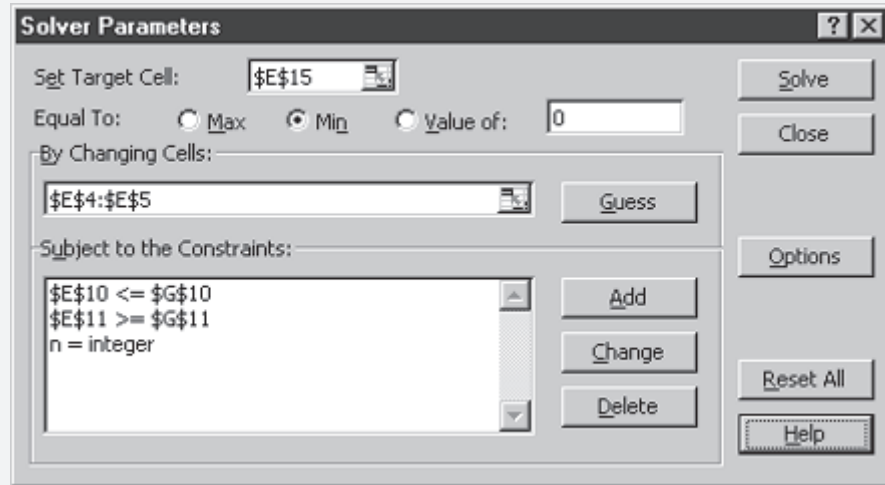 Solver Parameters
?
Set Target Cell: $E$15
Solve
Equal To: Max Min Value of: 0
Close
By Changing Cells:
$E$4:$E$5
Guess
Subject to the Constraints:
Options
$E$10 <= $G$10
$E$11 >= $G$11
n = integer
Add
Change
Delete
Reset All
Help